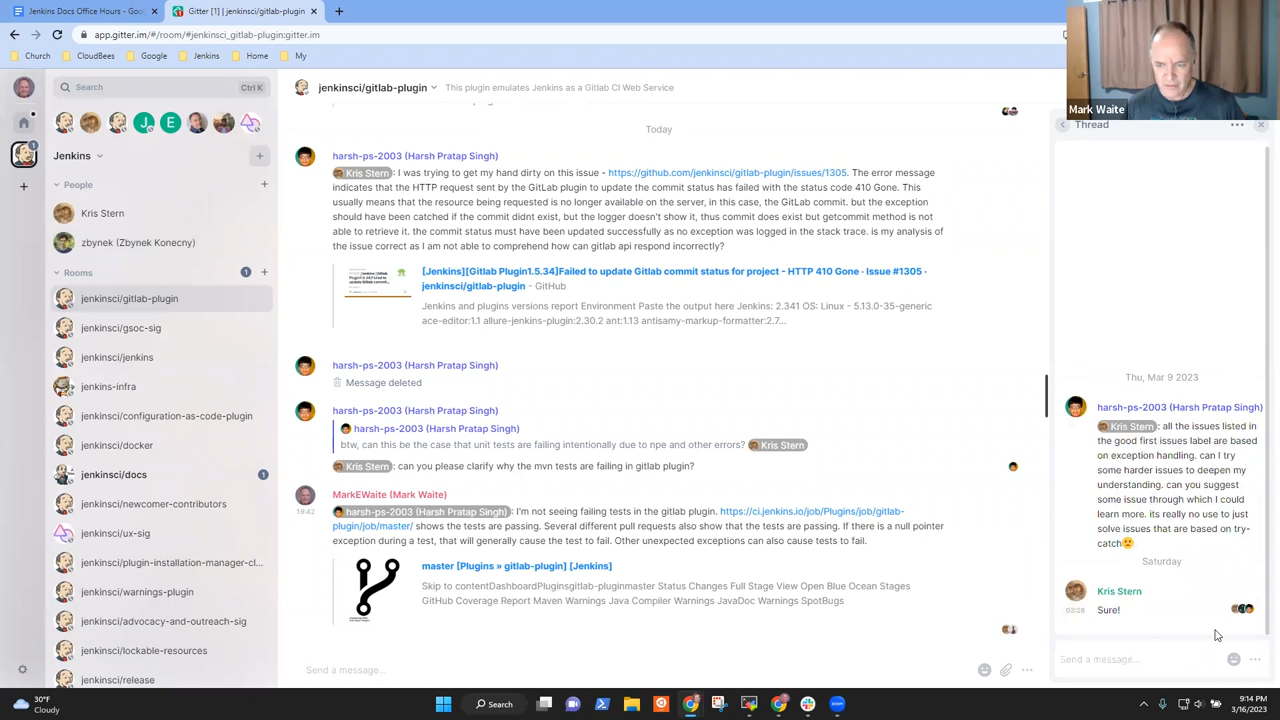 Jenkins Docs Office Hours - Goo
Gitter [1] | jenkinsci/gitlab-plugin
app.gitter.im/#/room/#jenkinsci_gitlab-plugin:gitter.im
Church
CloudBees
Google
Jenkins
Home
My
Mark Waite
Search
Ctrl K
J
E
Jenkins
People
Kris Stern
zbynek (Zbynek Konecny)
Rooms
1
jenkinsci/gitlab-plugin
jenkinsci/gsoc-sig
jenkinsci/jenkins
jenkins-infra
jenkinsci/configuration-as-code-plugin
jenkinsci/docker
jenkinsci/docs
1
jenkinsci/newcomer-contributors
jenkinsci/ux-sig
jenkinsci/plugin-installation-manager-cl...
jenkinsci/warnings-plugin
jenkinsci/advocacy-and-outreach-sig
jenkinsci/lockable-resources
jenkinsci/release
jenkinsci/gitlab-plugin
This plugin emulates Jenkins as a Gitlab CI Web Service
Today
harsh-ps-2003 (Harsh Pratap Singh)
Kris Stern: I was trying to get my hand dirty on this issue - https://github.com/jenkinsci/gitlab-plugin/issues/1305. The error message
indicates that the HTTP request sent by the GitLab plugin to update the commit status has failed with the status code 410 Gone. This
usually means that the resource being requested is no longer available on the server, in this case, the GitLab commit. but the exception
should have been catched if the commit didnt exist, but the logger doesn't show it, thus commit does exist but getcommit method is not
able to retrieve it. the commit status must have been updated successfully as no exception was logged in the stack trace. is my analysis of
the issue correct as I am not able to comprehend how can gitlab api respond incorrectly?
[Jenkins][Gitlab Plugin1.5.34]Failed to update Gitlab commit status for project - HTTP 410 Gone · Issue #1305 ·
jenkinsci/gitlab-plugin - GitHub
Jenkins and plugins versions report Environment Paste the output here Jenkins: 2.341 OS: Linux - 5.13.0-35-generic
ace-editor:1.1 allure-jenkins-plugin:2.30.2 ant:1.13 antisamy-markup-formatter:2.7...
harsh-ps-2003 (Harsh Pratap Singh)
Message deleted
harsh-ps-2003 (Harsh Pratap Singh)
harsh-ps-2003 (Harsh Pratap Singh)
btw, can this be the case that unit tests are failing intentionally due to npe and other errors? Kris Stern
Kris Stern: can you please clarify why the mvn tests are failing in gitlab plugin?
MarkEWaite (Mark Waite)
19:42
harsh-ps-2003 (Harsh Pratap Singh): I'm not seeing failing tests in the gitlab plugin. https://ci.jenkins.io/job/Plugins/job/gitlab-
plugin/job/master/ shows the tests are passing. Several different pull requests also show that the tests are passing. If there is a null pointer
exception during a test, that will generally cause the test to fail. Other unexpected exceptions can also cause tests to fail.
master [Plugins » gitlab-plugin] [Jenkins]
Skip to contentDashboardPluginsgitlab-pluginmaster Status Changes Full Stage View Open Blue Ocean Stages
GitHub Coverage Report Maven Warnings Java Compiler Warnings JavaDoc Warnings SpotBugs
Send a message...
Thread
Thu, Mar 9 2023
harsh-ps-2003 (Harsh Pratap Singh)
Kris Stern: all the issues listed in
the good first issues label are based
on exception handling. can I try
some harder issues to deepen my
understanding. can you suggest
some issue through which I could
learn more. its really no use to just
solve issues that are based on try-
catch
Saturday
Kris Stern
03:28
Sure!
Send a message...
30°F
Cloudy
Search
9:14 PM
3/16/2023